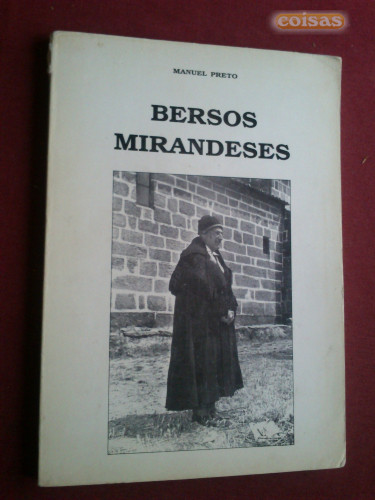 coisas
MANUEL PRETO
BERSOS
MIRANDESES